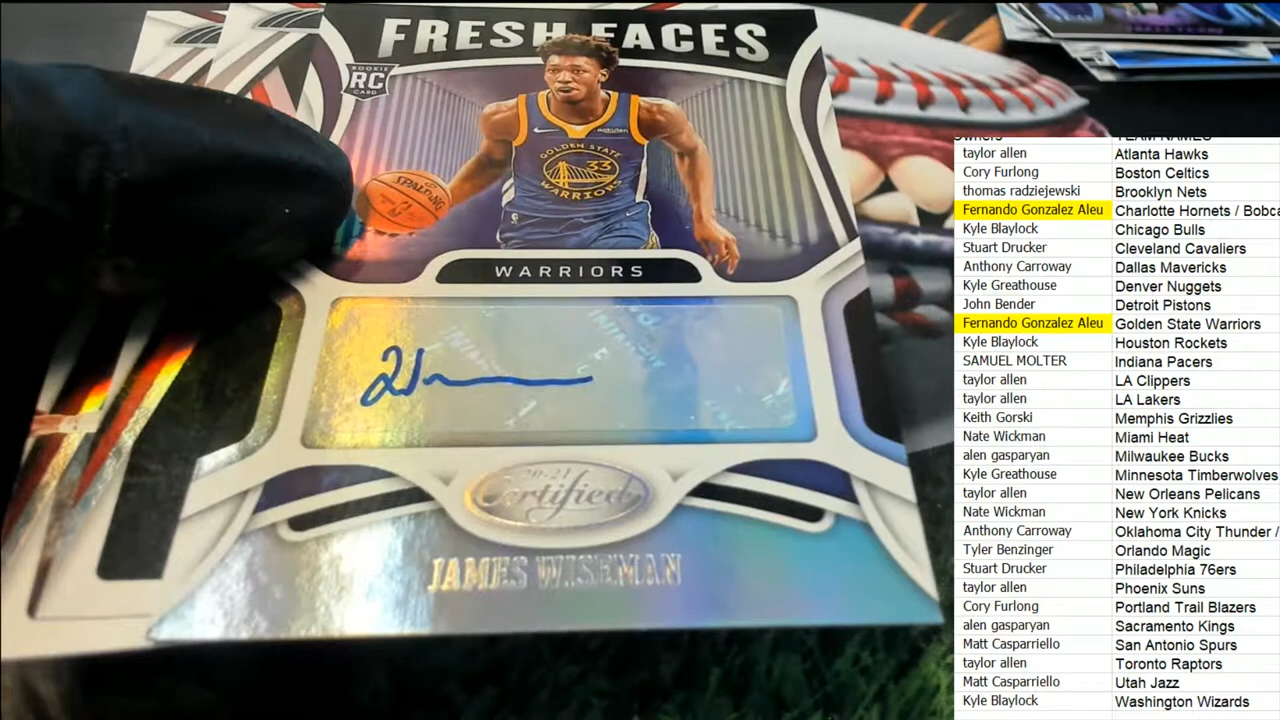 FRESH FACES
ROOKIE
RC
CARD
Rakuten
GOLDEN STATE
33
WARRIORS
SPALDING
WARRIORS
20-21
Certified
JAMES WISEMAN
Owners TEAM NAMES
taylor allen Atlanta Hawks
Cory Furlong Boston Celtics
thomas radziejewski Brooklyn Nets
Fernando Gonzalez Aleu Charlotte Hornets / Bobca
Kyle Blaylock Chicago Bulls
Stuart Drucker Cleveland Cavaliers
Anthony Carroway Dallas Mavericks
Kyle Greathouse Denver Nuggets
John Bender Detroit Pistons
Fernando Gonzalez Aleu Golden State Warriors
Kyle Blaylock Houston Rockets
SAMUEL MOLTER Indiana Pacers
taylor allen LA Clippers
taylor allen LA Lakers
Keith Gorski Memphis Grizzlies
Nate Wickman Miami Heat
alen gasparyan Milwaukee Bucks
Kyle Greathouse Minnesota Timberwolves
taylor allen New Orleans Pelicans
Nate Wickman New York Knicks
Anthony Carroway Oklahoma City Thunder /
Tyler Benzinger Orlando Magic
Stuart Drucker Philadelphia 76ers
taylor allen Phoenix Suns
Cory Furlong Portland Trail Blazers
alen gasparyan Sacramento Kings
Matt Casparriello San Antonio Spurs
taylor allen Toronto Raptors
Matt Casparriello Utah Jazz
Kyle Blaylock Washington Wizards